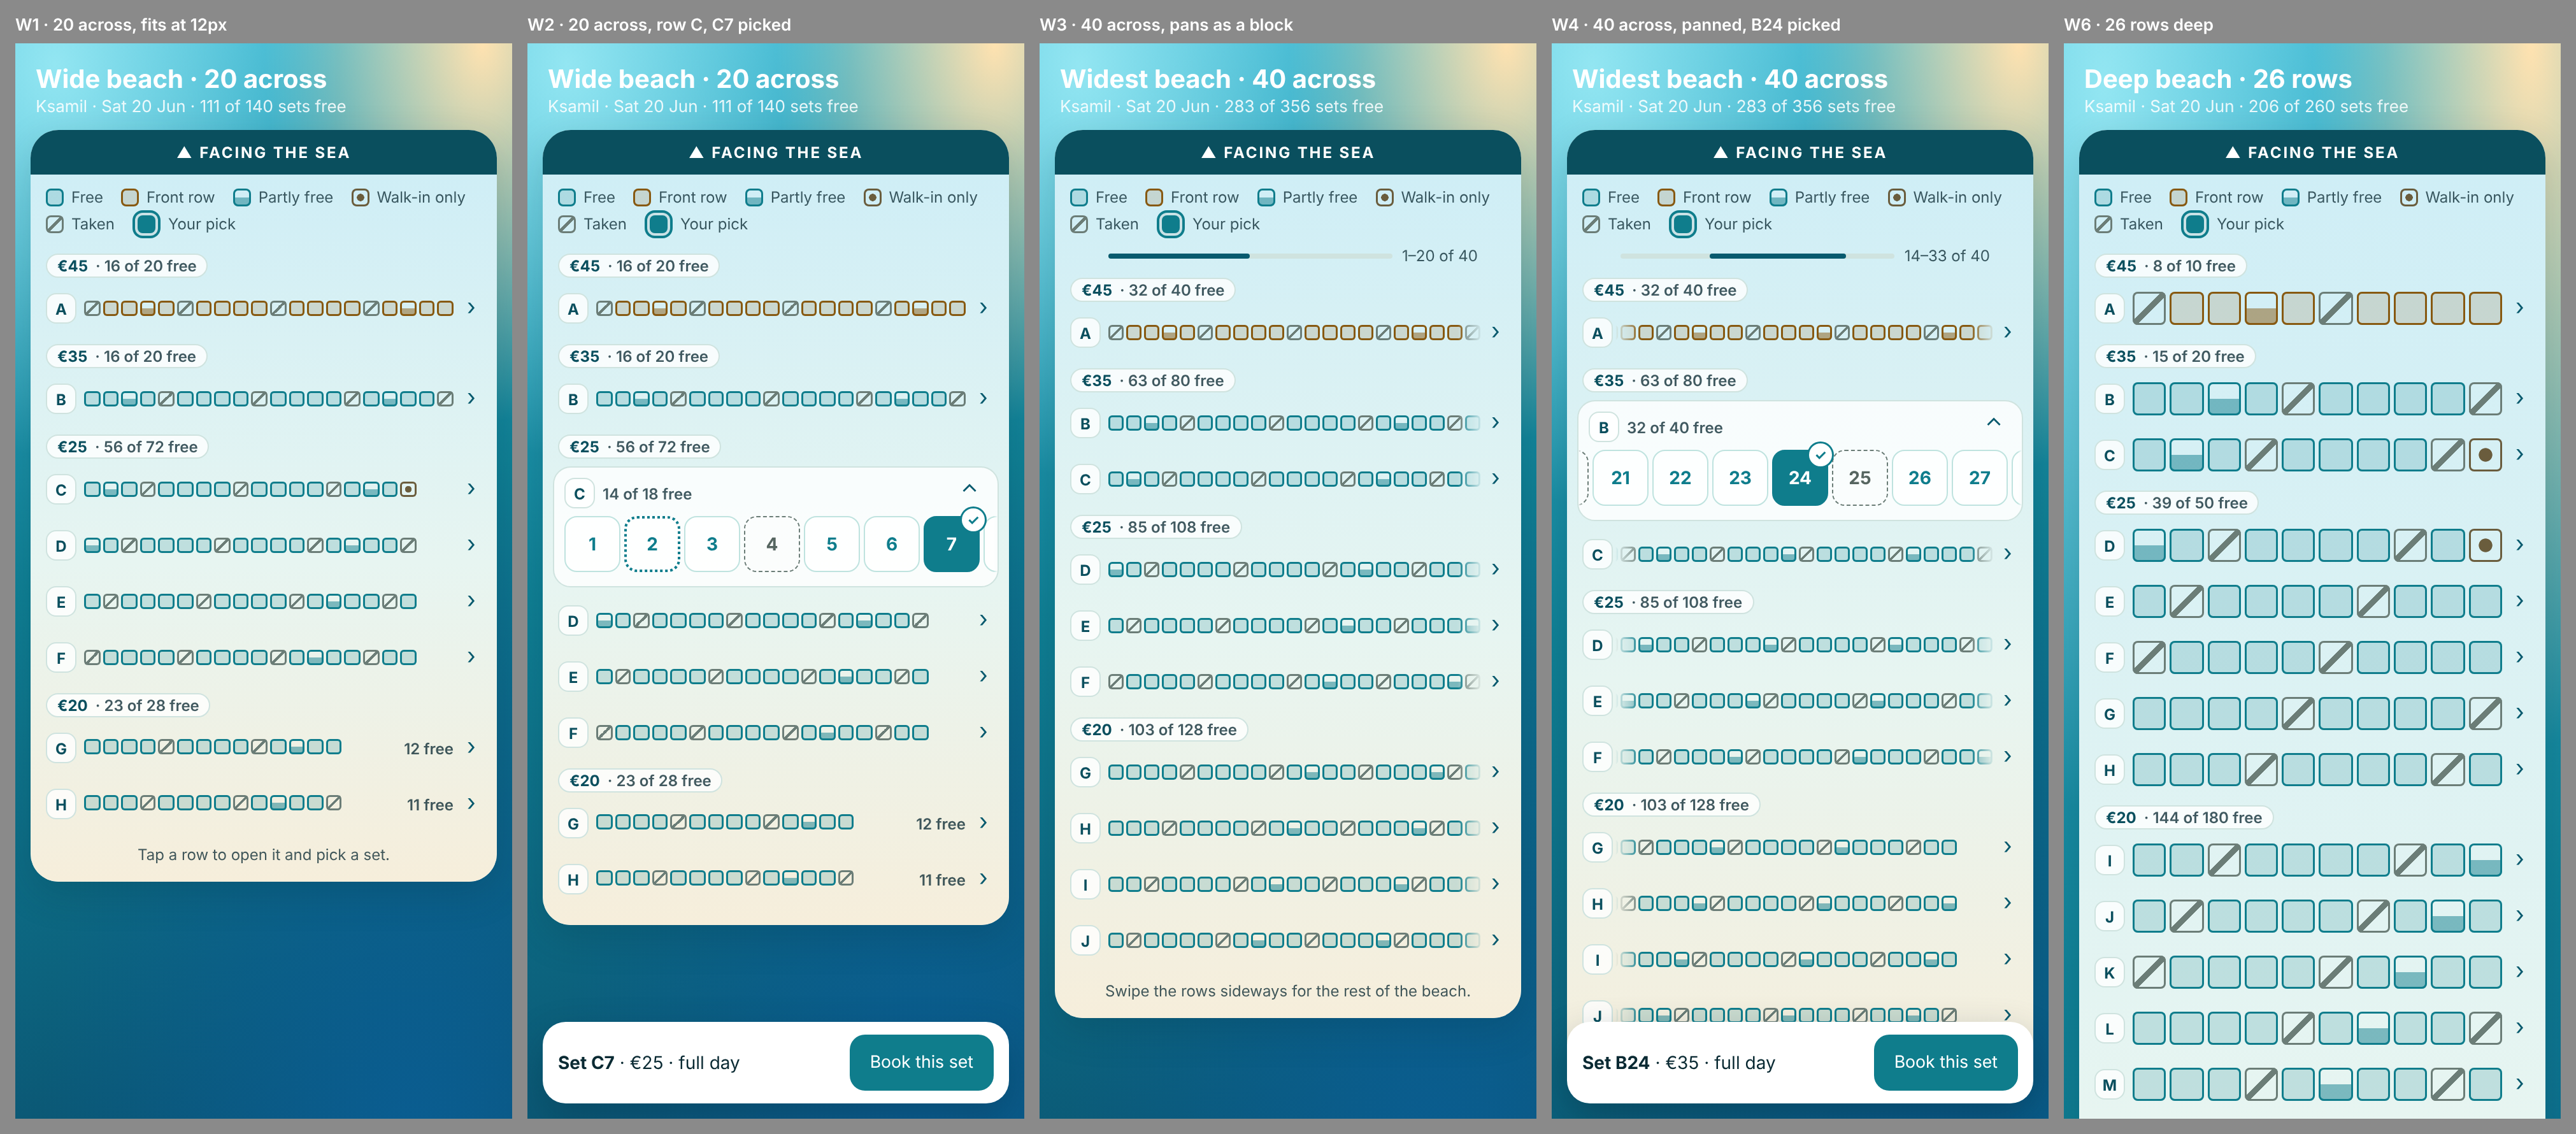 W1 · 20 across, fits at 12px
Wide beach · 20 across
Ksamil · Sat 20 Jun · 111 of 140 sets free
▲ FACING THE SEA
Free Front row Partly free Walk-in only
Taken Your pick
€45 · 16 of 20 free
A
€35 · 16 of 20 free
B
€25 · 56 of 72 free
C
D
E
F
€20 · 23 of 28 free
G 12 free
H 11 free
Tap a row to open it and pick a set.
W2 · 20 across, row C, C7 picked
Wide beach · 20 across
Ksamil · Sat 20 Jun · 111 of 140 sets free
▲ FACING THE SEA
Free Front row Partly free Walk-in only
Taken Your pick
€45 · 16 of 20 free
A
€35 · 16 of 20 free
B
€25 · 56 of 72 free
C 14 of 18 free
1 2 3 4 5 6 7
D
E
F
€20 · 23 of 28 free
G 12 free
H 11 free
Set C7 · €25 · full day Book this set
W3 · 40 across, pans as a block
Widest beach · 40 across
Ksamil · Sat 20 Jun · 283 of 356 sets free
▲ FACING THE SEA
Free Front row Partly free Walk-in only
Taken Your pick
1–20 of 40
€45 · 32 of 40 free
A
€35 · 63 of 80 free
B
C
€25 · 85 of 108 free
D
E
F
€20 · 103 of 128 free
G
H
I
J
Swipe the rows sideways for the rest of the beach.
W4 · 40 across, panned, B24 picked
Widest beach · 40 across
Ksamil · Sat 20 Jun · 283 of 356 sets free
▲ FACING THE SEA
Free Front row Partly free Walk-in only
Taken Your pick
14–33 of 40
€45 · 32 of 40 free
A
€35 · 63 of 80 free
B 32 of 40 free
21 22 23 24 25 26 27
C
€25 · 85 of 108 free
D
E
F
€20 · 103 of 128 free
G
H
I
J
Set B24 · €35 · full day Book this set
W6 · 26 rows deep
Deep beach · 26 rows
Ksamil · Sat 20 Jun · 206 of 260 sets free
▲ FACING THE SEA
Free Front row Partly free Walk-in only
Taken Your pick
€45 · 8 of 10 free
A
€35 · 15 of 20 free
B
C
€25 · 39 of 50 free
D
E
F
G
H
€20 · 144 of 180 free
I
J
K
L
M